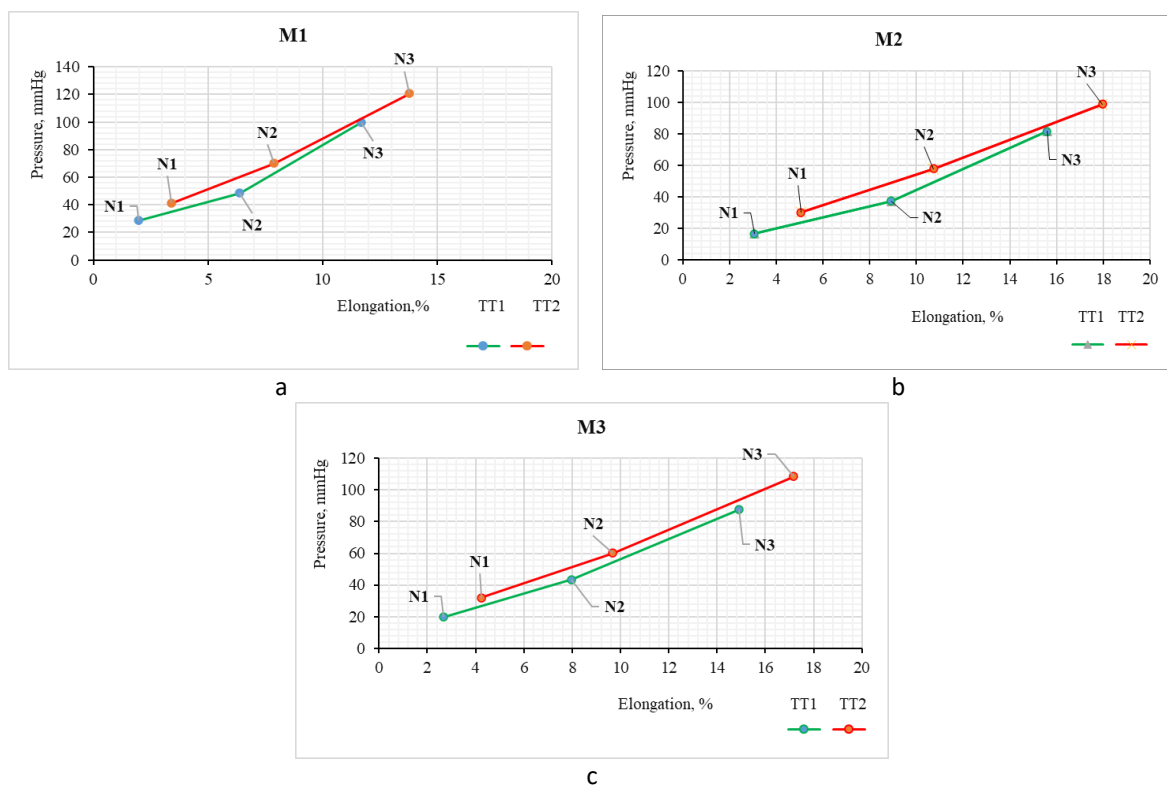 M1
Pressure, mmHg
140
120
100
80
60
40
20
0
N1
N1
N2
N2
N3
N3
0 5 10 15 20
Elongation,% TT1 TT2
a
M2
Pressure, mmHg
120
100
80
60
40
20
0
N1
N1
N2
N2
N3
N3
0 2 4 6 8 10 12 14 16 18 20
Elongation, % TT1 TT2
b
M3
Pressure, mmHg
120
100
80
60
40
20
0
N1
N1
N2
N2
N3
N3
0 2 4 6 8 10 12 14 16 18 20
Elongation, % TT1 TT2
c